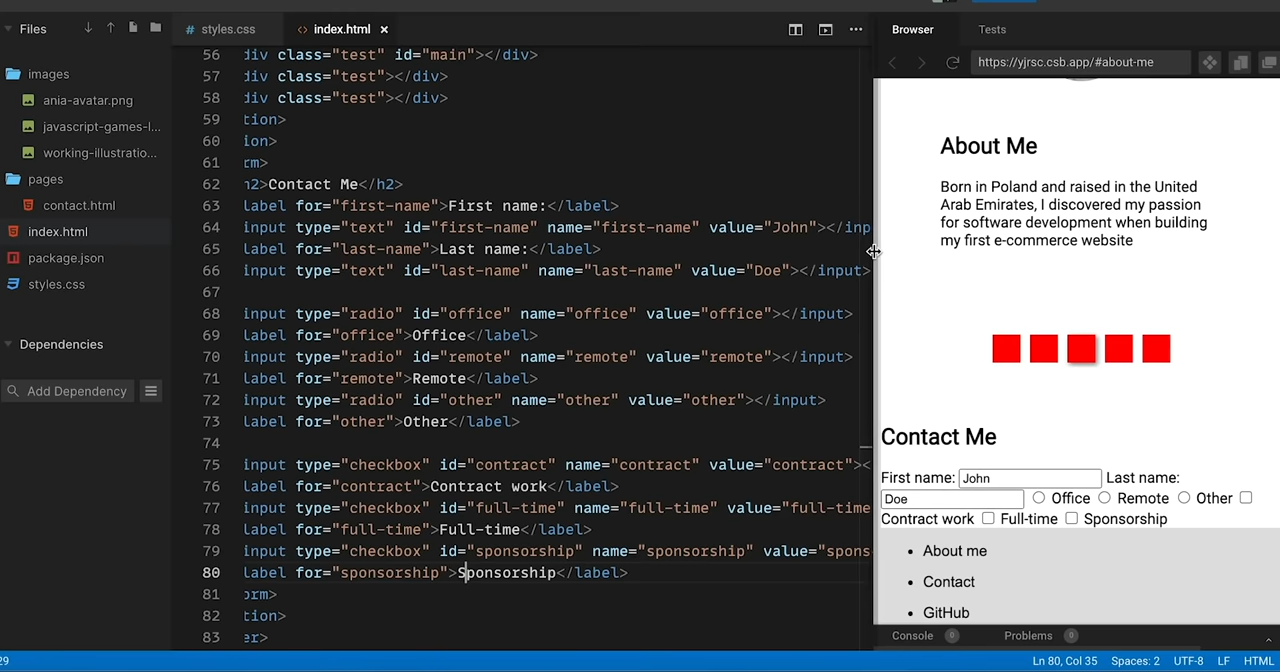 Files
images
ania-avatar.png
javascript-games-l...
working-illustratio...
pages
contact.html
index.html
package.json
styles.css
Dependencies
Add Dependency
# styles.css
<> index.html ×
56 div class="test" id="main"></div>
57 div class="test"></div>
58 div class="test"></div>
59 tion>
60 ion>
61 rm>
62 h2>Contact Me</h2>
63 label for="first-name">First name:</label>
64 input type="text" id="first-name" name="first-name" value="John"></inp
65 label for="last-name">Last name:</label>
66 input type="text" id="last-name" name="last-name" value="Doe"></input>
67
68 input type="radio" id="office" name="office" value="office"></input>
69 label for="office">Office</label>
70 input type="radio" id="remote" name="remote" value="remote"></input>
71 label for="remote">Remote</label>
72 input type="radio" id="other" name="other" value="other"></input>
73 label for="other">Other</label>
74
75 input type="checkbox" id="contract" name="contract" value="contract"><
76 label for="contract">Contract work</label>
77 input type="checkbox" id="full-time" name="full-time" value="full-time
78 label for="full-time">Full-time</label>
79 input type="checkbox" id="sponsorship" name="sponsorship" value="spons
80 label for="sponsorship">Sponsorship</label>
81 orm>
82 tion>
83 er>
Browser
Tests
https://yjrsc.csb.app/#about-me
About Me
Born in Poland and raised in the United
Arab Emirates, I discovered my passion
for software development when building
my first e-commerce website
Contact Me
First name: John Last name:
Doe Office Remote Other
Contract work Full-time Sponsorship
• About me
• Contact
• GitHub
Console 0 Problems 0
29 Ln 80, Col 35 Spaces: 2 UTF-8 LF HTML